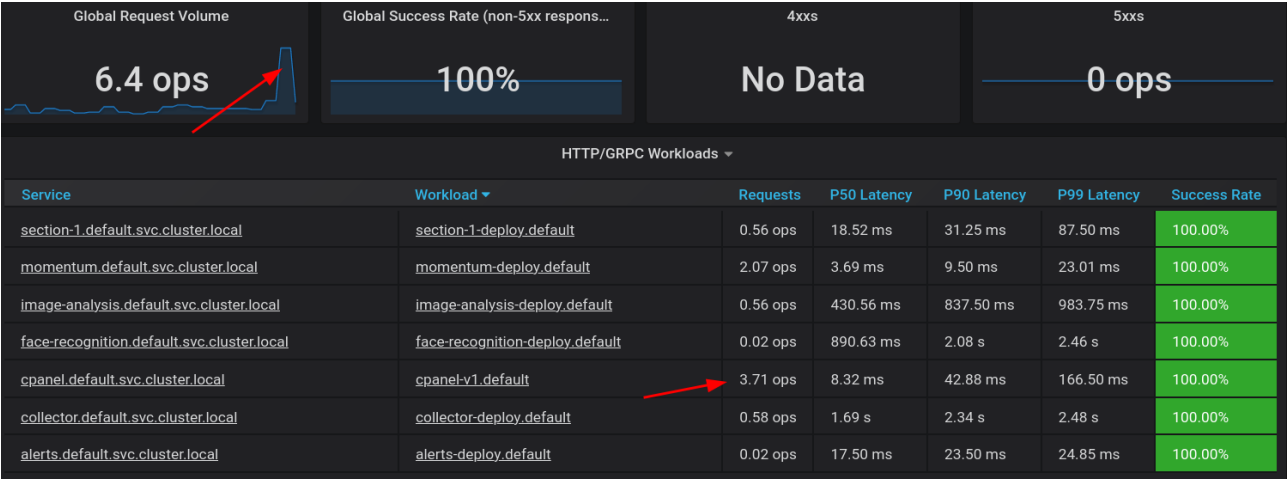 Global Request Volume
Global Success Rate (non-5xx respons...
4xxs
5xxs
6.4 ops
100%
No Data
0 ops
HTTP/GRPC Workloads
Service Workload Requests P50 Latency P90 Latency P99 Latency Success Rate
section-1.default.svc.cluster.local section-1-deploy.default 0.56 ops 18.52 ms 31.25 ms 87.50 ms 100.00%
momentum.default.svc.cluster.local momentum-deploy.default 2.07 ops 3.69 ms 9.50 ms 23.01 ms 100.00%
image-analysis.default.svc.cluster.local image-analysis-deploy.default 0.56 ops 430.56 ms 837.50 ms 983.75 ms 100.00%
face-recognition.default.svc.cluster.local face-recognition-deploy.default 0.02 ops 890.63 ms 2.08 s 2.46 s 100.00%
cpanel.default.svc.cluster.local cpanel-v1.default 3.71 ops 8.32 ms 42.88 ms 166.50 ms 100.00%
collector.default.svc.cluster.local collector-deploy.default 0.58 ops 1.69 s 2.34 s 2.48 s 100.00%
alerts.default.svc.cluster.local alerts-deploy.default 0.02 ops 17.50 ms 23.50 ms 24.85 ms 100.00%